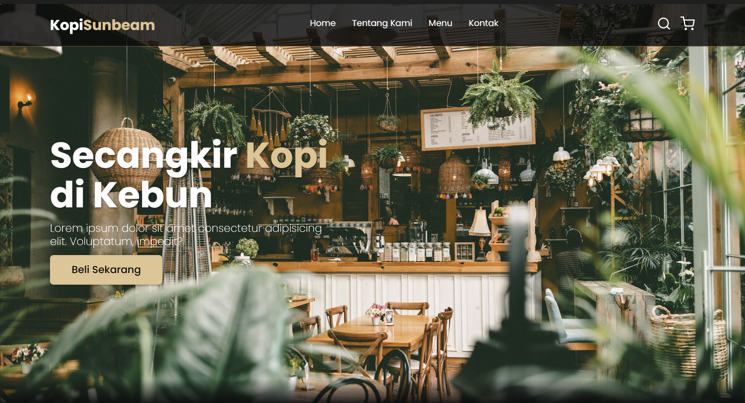 KopiSunbeam
Home Tentang Kami Menu Kontak
Secangkir Kopi
di Kebun
Lorem ipsum dolor sit amet consectetur adipisicing
elit. Voluptatum, impedit?
Beli Sekarang